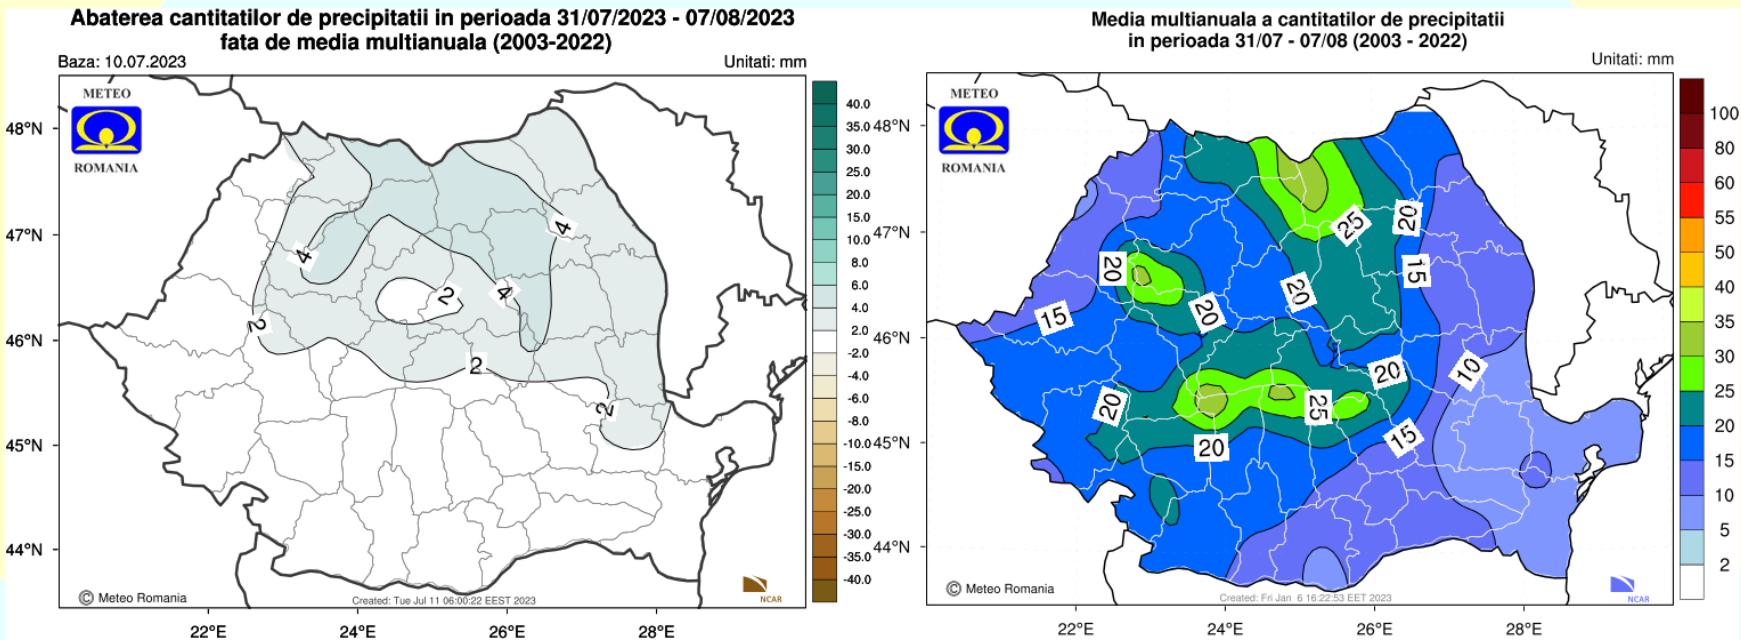 Abaterea cantitatilor de precipitatii in perioada 31/07/2023 - 07/08/2023
fata de media multianuala (2003-2022)
Baza: 10.07.2023
Unitati: mm
METEO
ROMANIA
48°N
47°N
46°N
45°N
44°N
22°E
24°E
26°E
28°E
4
4
4
2
2
2
2
40.0
35.0
30.0
25.0
20.0
15.0
10.0
8.0
6.0
4.0
2.0
-2.0
-4.0
-6.0
-8.0
-10.0
-15.0
-20.0
-25.0
-30.0
-35.0
-40.0
© Meteo Romania
Created: Tue Jul 11 06:00:22 EEST 2023
NCAR
Media multianuala a cantitatilor de precipitatii
in perioada 31/07 - 07/08 (2003 - 2022)
Unitati: mm
METEO
ROMANIA
48°N
47°N
46°N
45°N
44°N
22°E
24°E
26°E
28°E
25
20
20
15
20
20
15
20
10
20
25
15
20
100
80
60
55
50
40
35
30
25
20
15
10
5
2
© Meteo Romania
Created: Fri Jan 6 16:22:53 EET 2023
NCAR